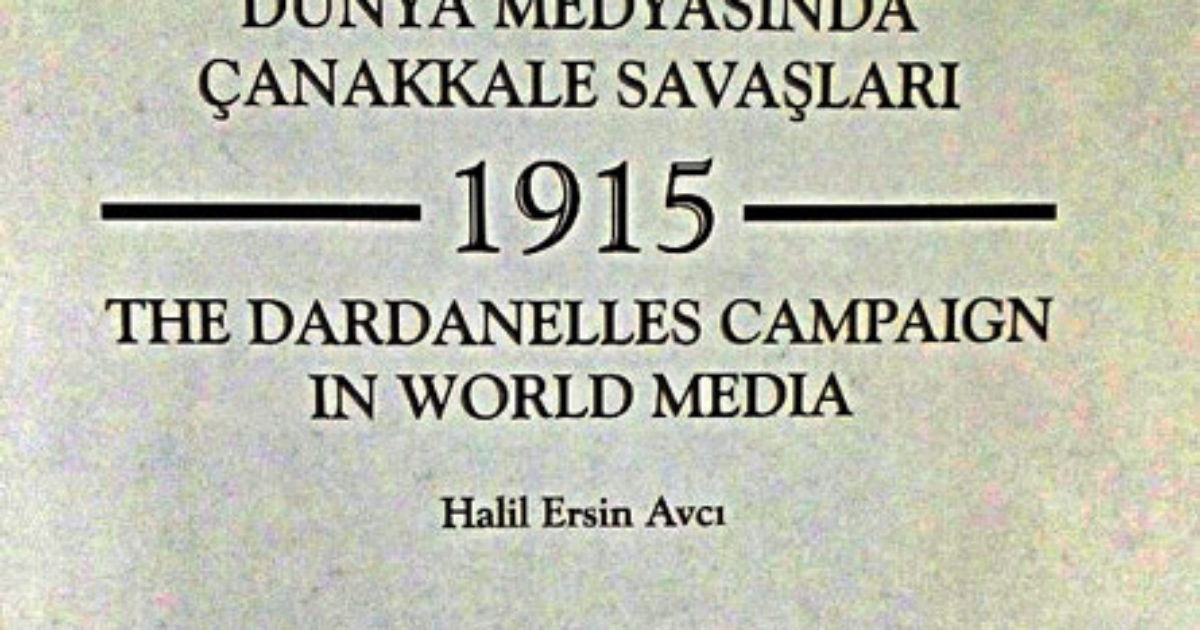 DÜNYA MEDYASINDA
ÇANAKKALE SAVAŞLARI
1915
THE DARDANELLES CAMPAIGN
IN WORLD MEDIA
Halil Ersin Avcı